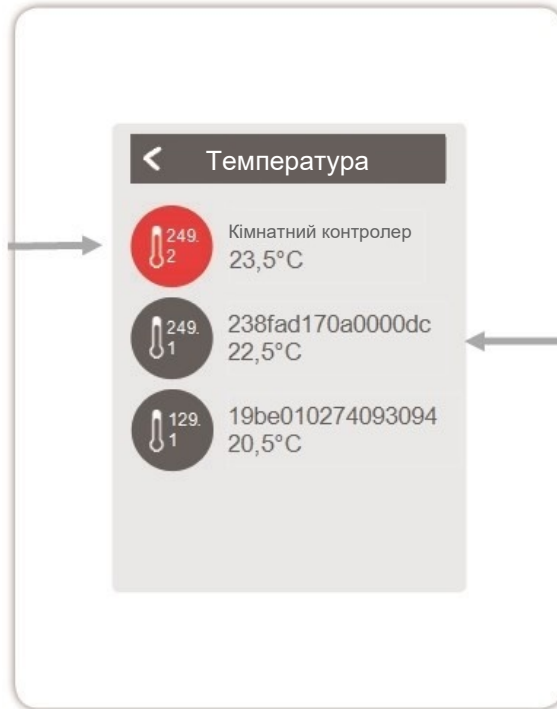 Температура
249.
2
Кімнатний контролер
23,5°C
249.
1
238fad170a0000dc
22,5°C
129.
1
19be010274093094
20,5°C